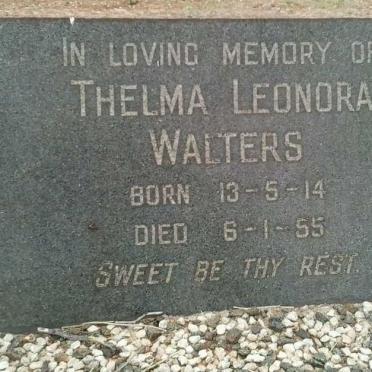 IN LOVING MEMORY OF
THELMA LEONORA
WALTERS
BORN 13-5-14
DIED 6-1-55
SWEET BE THY REST.